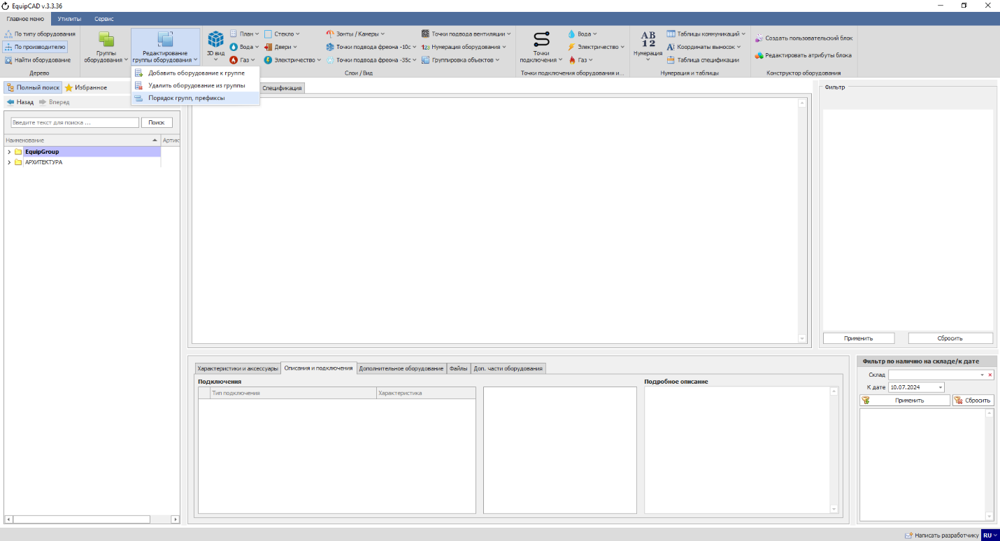 EquipCAD v.3.3.36
Главное меню Утилиты Сервис
По типу оборудования
По производителю
Найти оборудование
Дерево
Группы оборудования
Редактирование группы оборудования
3D вид
План Стекло Зонты / Камеры Точки подвода вентиляции
Вода Двери Точки подвода фреона -10с Нумерация оборудования
Газ Электричество Точки подвода фреона -35с Группировка объектов
Слои / Вид
Точки подключения
Вода
Электричество
Газ
Точки подключения оборудования и...
AB
12
Нумерация
Таблицы коммуникаций
Координаты выносок
Таблица спецификации
Нумерация и таблицы
Создать пользовательский блок
Редактировать атрибуты блока
Конструктор оборудования
Добавить оборудование к группе
Удалить оборудование из группы
Порядок групп, префиксы
Полный поиск Избранное
Назад Вперед
Введите текст для поиска ... Поиск
Наименование Артик
EquipGroup
АРХИТЕКТУРА
Спецификация
Фильтр
Применить Сбросить
Характеристики и аксессуары Описания и подключения Дополнительное оборудование Файлы Доп. части оборудования
Подключения
Тип подключения Характеристика
Подробное описание
Фильтр по наличию на складе/к дате
Склад
К дате 10.07.2024
Применить Сбросить
Написать разработчику RU